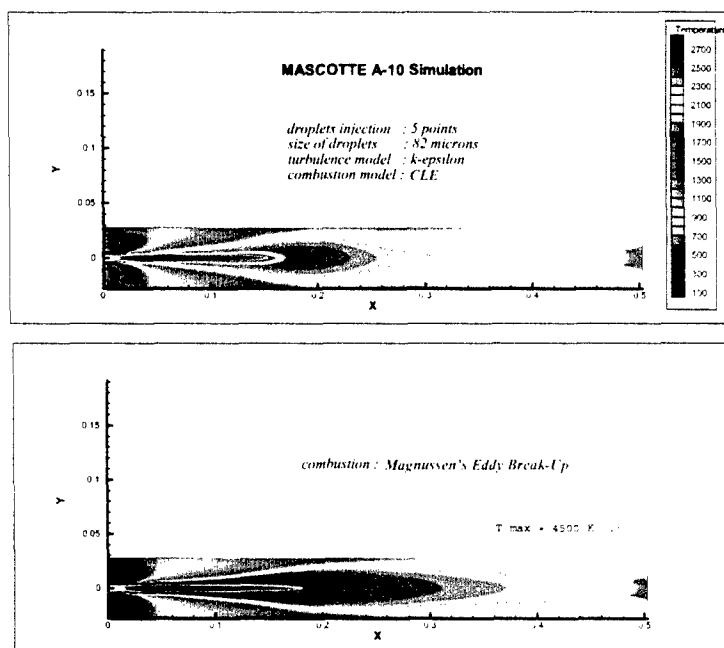 Temperature
2700
2500
2300
2100
1900
1700
1500
1300
1100
900
700
500
300
100
MASCOTTE A-10 Simulation
droplets injection : 5 points
size of droplets : 82 microns
turbulence model : k-epsilon
combustion model : CLE
Y
0.15
0.1
0.05
0
0 0.1 0.2 0.3 0.4 0.5
X
combustion : Magnussen's Eddy Break-Up
T max = 4500 K
Y
0.15
0.1
0.05
0
0 0.1 0.2 0.3 0.4 0.5
X